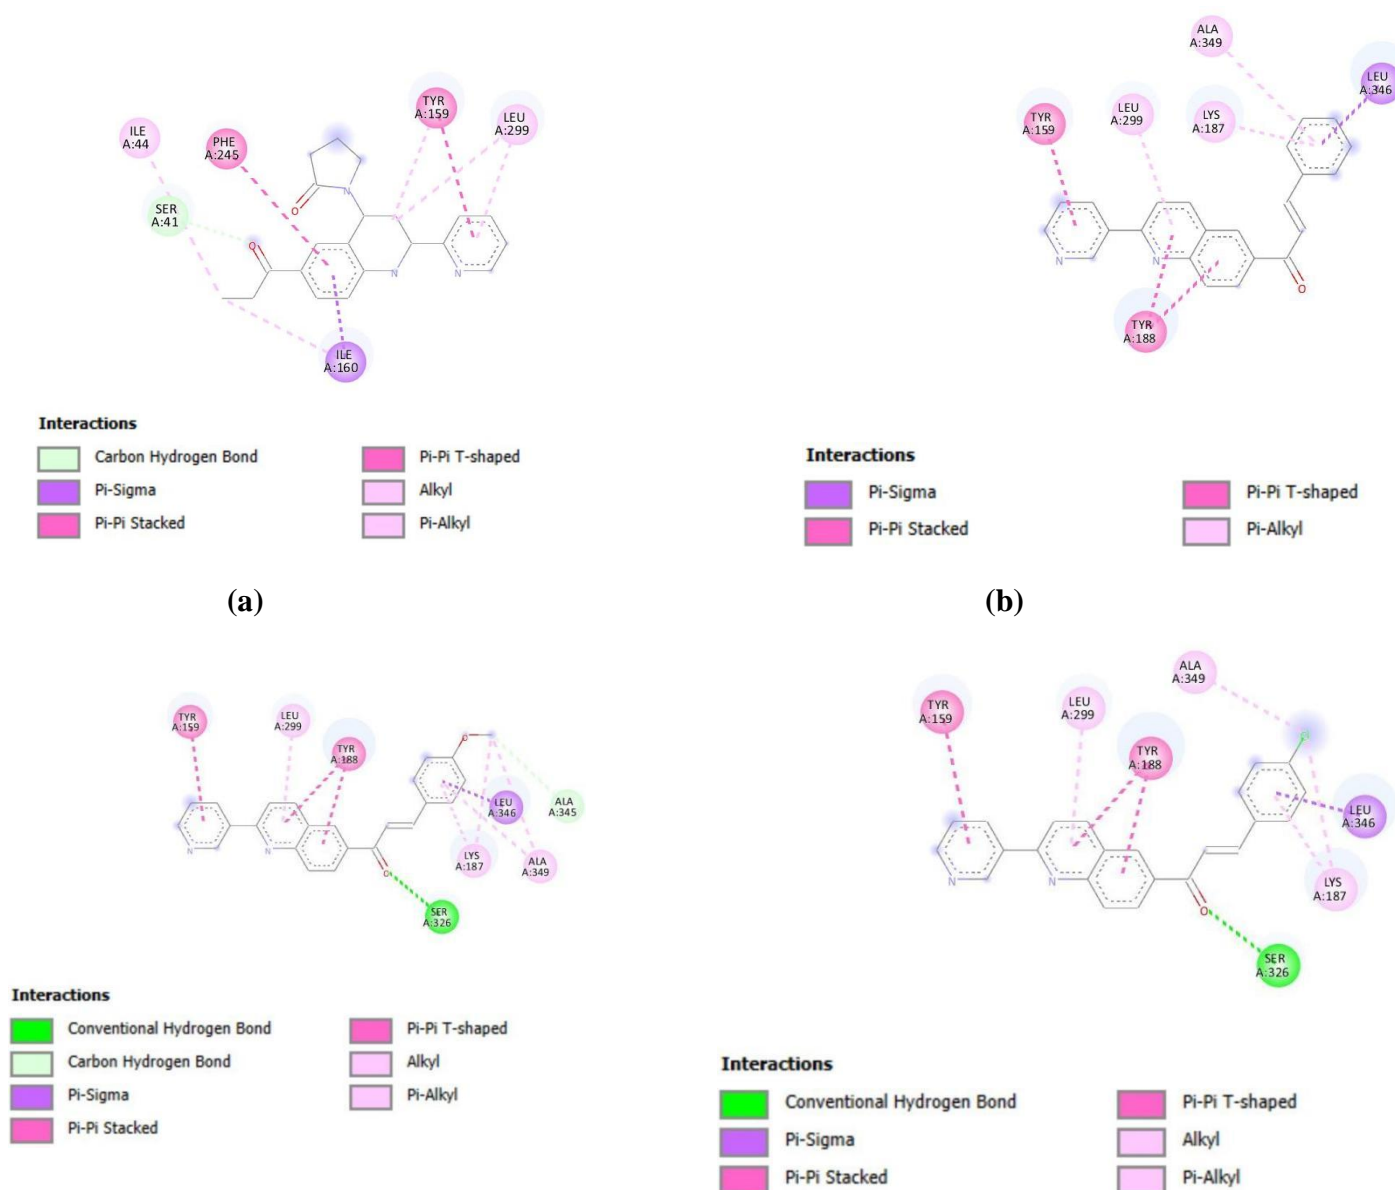 ILE
A:44
PHE
A:245
TYR
A:159
LEU
A:299
SER
A:41
O
N
O
N
N
ILE
A:160
Interactions
Carbon Hydrogen Bond
Pi-Sigma
Pi-Pi Stacked
Pi-Pi T-shaped
Alkyl
Pi-Alkyl
(a)
ALA
A:349
LEU
A:346
TYR
A:159
LEU
A:299
LYS
A:187
N
N
O
TYR
A:188
Interactions
Pi-Sigma
Pi-Pi Stacked
Pi-Pi T-shaped
Pi-Alkyl
(b)
TYR
A:159
LEU
A:299
TYR
A:188
O
LEU
A:346
ALA
A:345
N
N
O
LYS
A:187
ALA
A:349
SER
A:326
Interactions
Conventional Hydrogen Bond
Carbon Hydrogen Bond
Pi-Sigma
Pi-Pi Stacked
Pi-Pi T-shaped
Alkyl
Pi-Alkyl
ALA
A:349
TYR
A:159
LEU
A:299
TYR
A:188
Cl
LEU
A:346
LYS
A:187
N
N
O
SER
A:326
Interactions
Conventional Hydrogen Bond
Pi-Sigma
Pi-Pi Stacked
Pi-Pi T-shaped
Alkyl
Pi-Alkyl